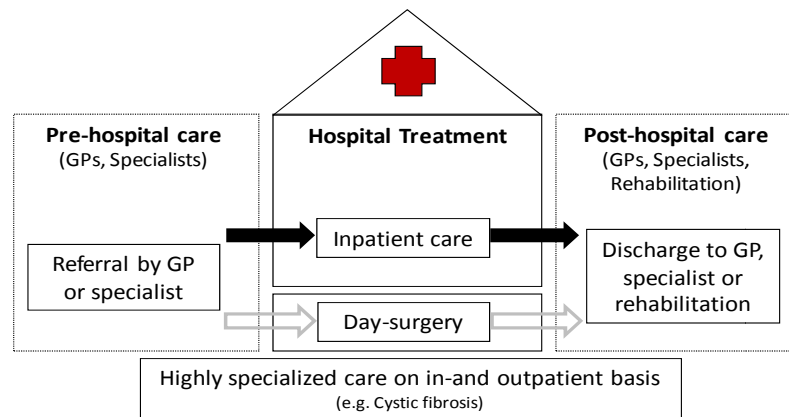 Pre-hospital care
(GPs, Specialists)
Referral by GP
or specialist
Hospital Treatment
Inpatient care
Day-surgery
Post-hospital care
(GPs, Specialists,
Rehabilitation)
Discharge to GP,
specialist or
rehabilitation
Highly specialized care on in-and outpatient basis
(e.g. Cystic fibrosis)